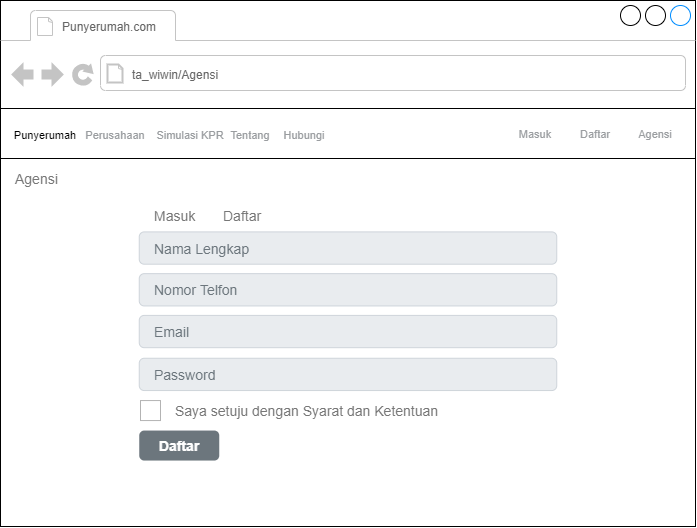 Punyerumah.com
ta_wiwin/Agensi
Punyerumah Perusahaan Simulasi KPR Tentang Hubungi Masuk Daftar Agensi
Agensi
Masuk Daftar
Nama Lengkap
Nomor Telfon
Email
Password
Saya setuju dengan Syarat dan Ketentuan
Daftar